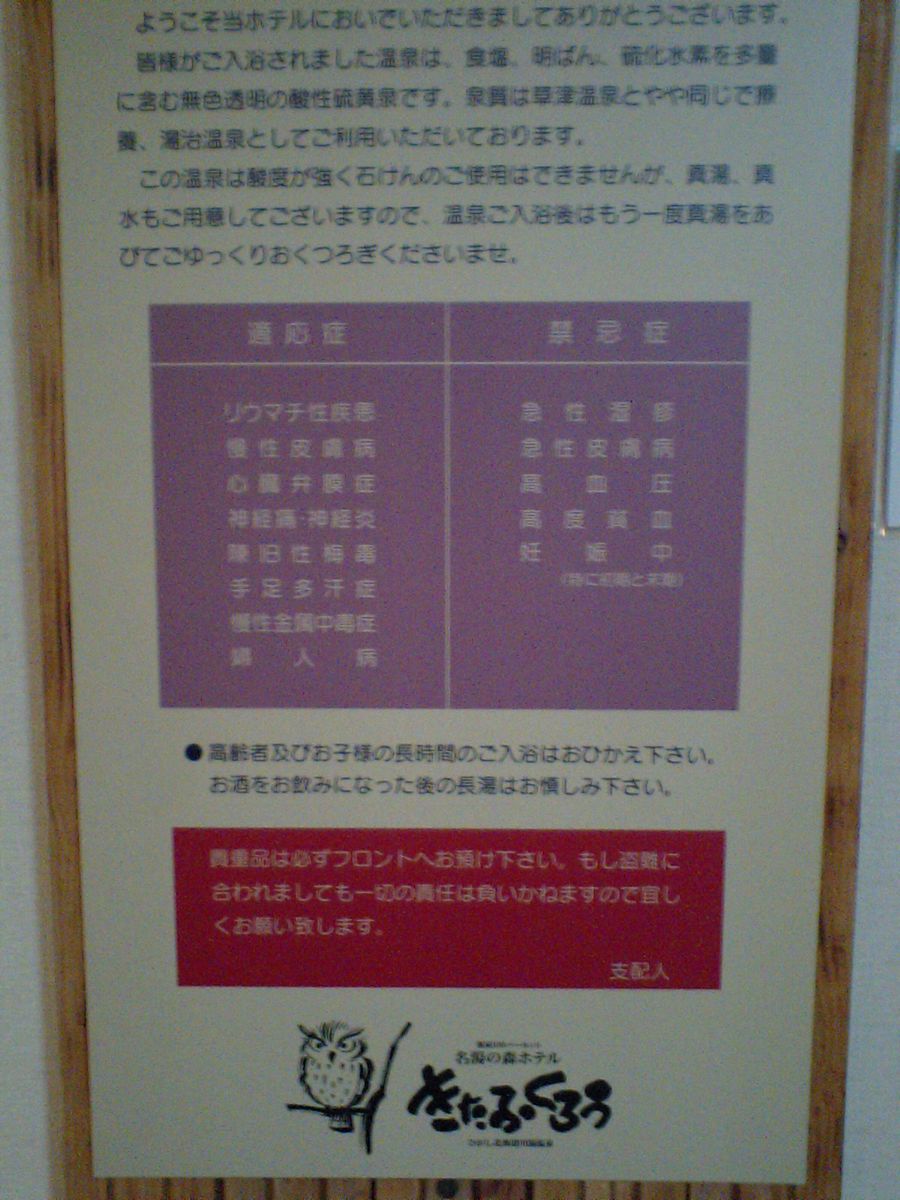 ようこそ当ホテルにおいでいただきましてありがとうございます。
皆様がご入浴されました温泉は、食塩、明ばん、硫化水素を多量
に含む無色透明の酸性硫黄泉です。泉質は草津温泉とやや同じで療
養、湯治温泉としてご利用いただいております。
この温泉は酸度が強く石けんのご使用はできませんが、真湯、真
水もご用意してございますので、温泉ご入浴後はもう一度真湯をあ
びてごゆっくりおくつろぎくださいませ。
適応症
リウマチ性疾患
慢性皮膚病
心臓弁膜症
神経痛・神経炎
陳旧性梅毒
手足多汗症
慢性金属中毒症
婦人病
禁忌症
急性湿疹
急性皮膚病
高血圧
高度貧血
妊娠中
(特に初期と末期)
●高齢者及びお子様の長時間のご入浴はおひかえ下さい。
お酒をお飲みになった後の長湯はお慎しみ下さい。
貴重品は必ずフロントへお預け下さい。もし盗難に
合われましても一切の責任は負いかねますので宜し
くお願い致します。
支配人
名湯の森ホテル
きたふくろう